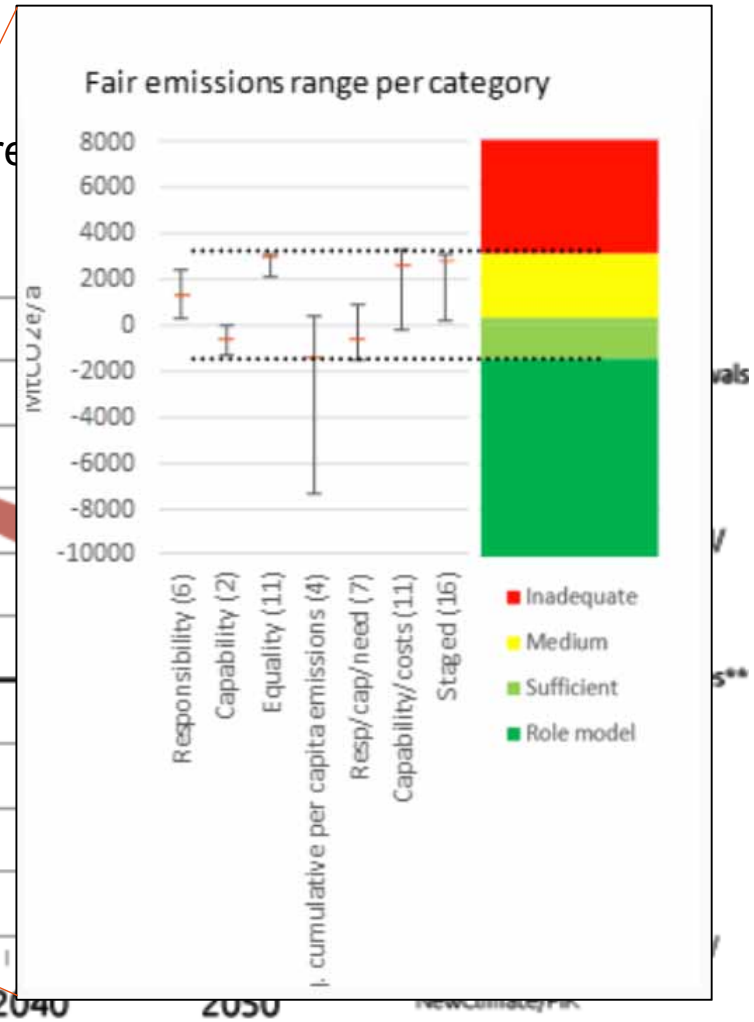 Fair emissions range per category
re
8000
6000
4000
2000
0
-2000
-4000
-6000
-8000
-10000
MtCO2e/a
Responsibility (6)
Capability (2)
Equality (11)
cumulative per capita emissions (4)
Resp/cap/need (7)
Capability/costs (11)
Staged (16)
Inadequate
Medium
Sufficient
Role model
vals
s**
2040
2050